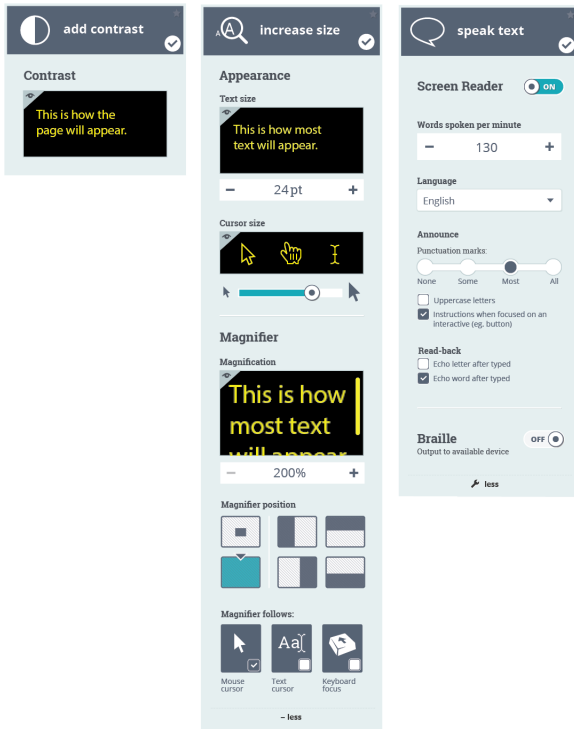 add contrast
Contrast
This is how the
page will appear.
A A increase size
Appearance
Text size
This is how most
text will appear.
− 24pt +
Cursor size
Magnifier
Magnification
This is how
most text
will appear
− 200% +
Magnifier position
Magnifier follows:
Aa
Mouse
cursor
Text
cursor
Keyboard
focus
– less
speak text
Screen Reader ON
Words spoken per minute
− 130 +
Language
English
Announce
Punctuation marks:
None Some Most All
Uppercase letters
Instructions when focused on an
interactive (eg. button)
Read-back
Echo letter after typed
Echo word after typed
Braille OFF
Output to available device
less